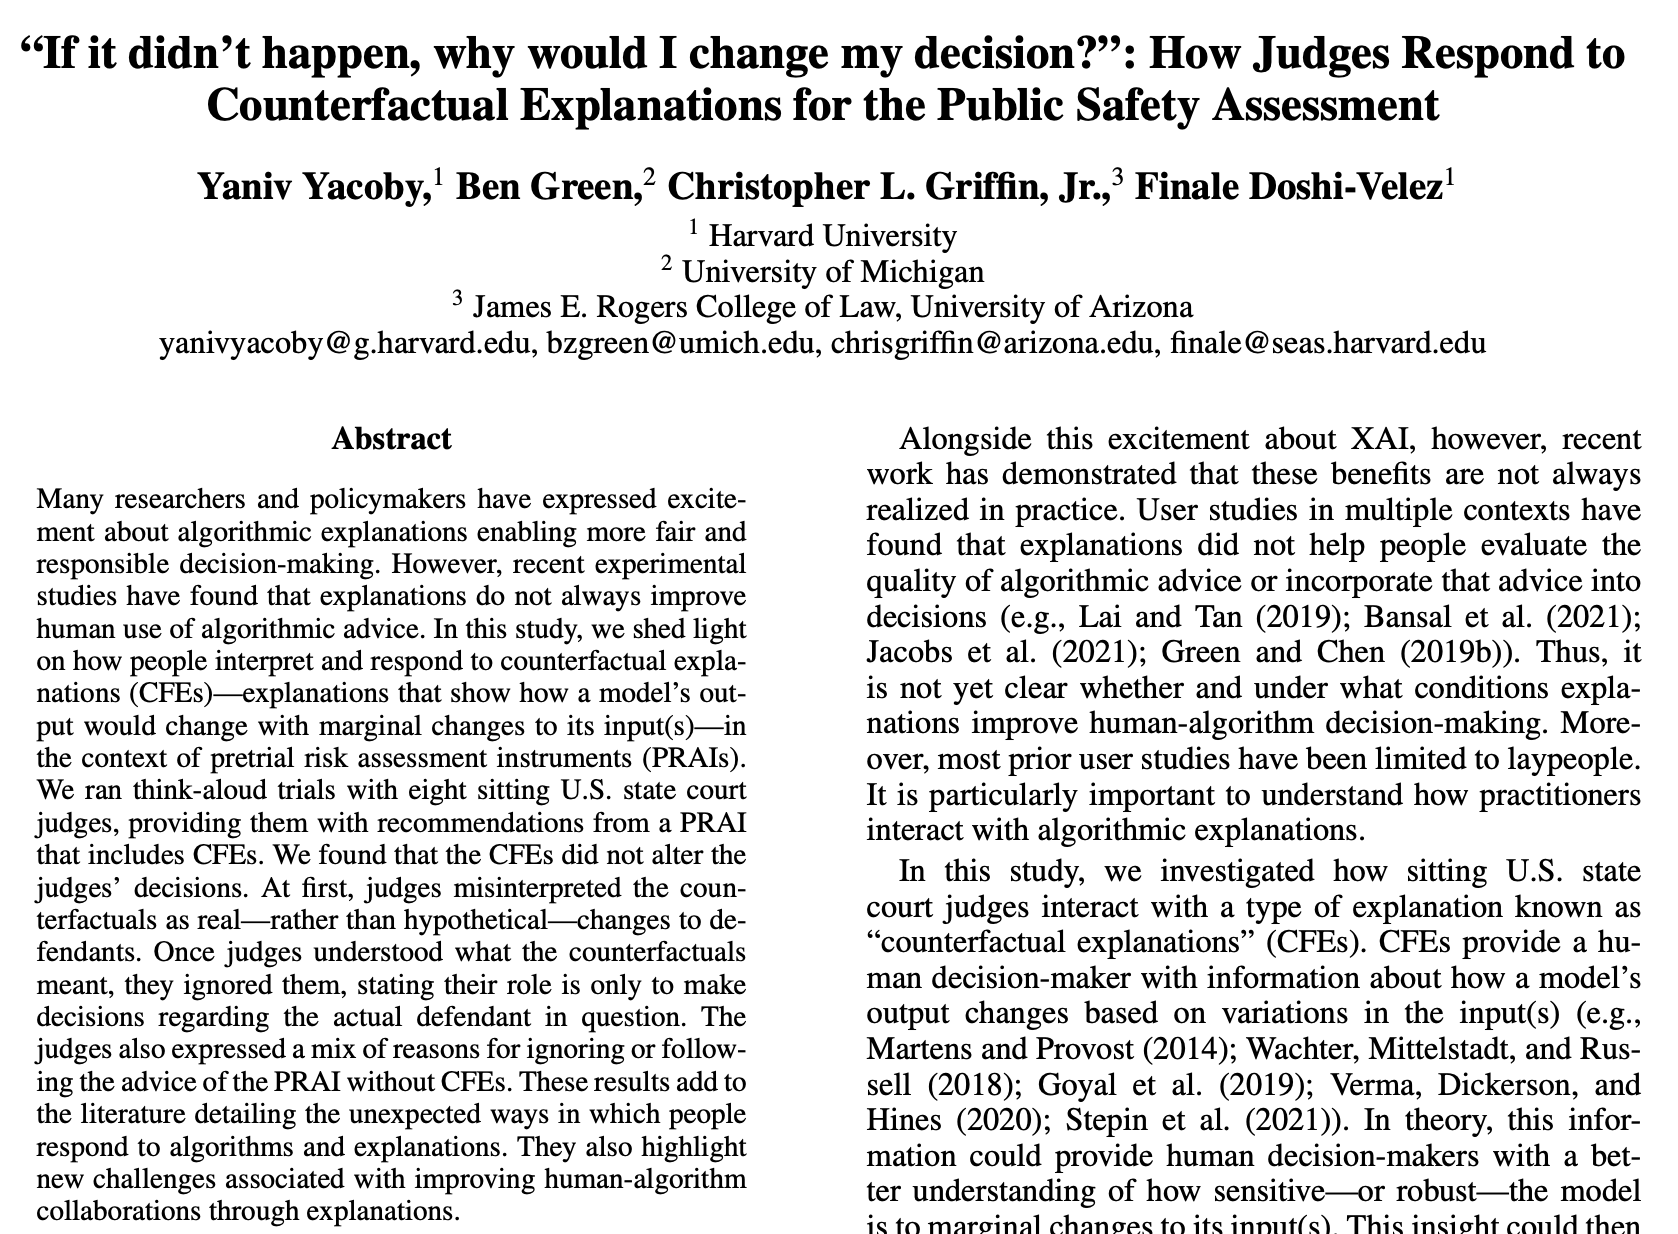 “If it didn’t happen, why would I change my decision?”: How Judges Respond to
Counterfactual Explanations for the Public Safety Assessment
Yaniv Yacoby,1 Ben Green,2 Christopher L. Griffin, Jr.,3 Finale Doshi-Velez1
1 Harvard University
2 University of Michigan
3 James E. Rogers College of Law, University of Arizona
yanivyacoby@g.harvard.edu, bzgreen@umich.edu, chrisgriffin@arizona.edu, finale@seas.harvard.edu
Abstract
Many researchers and policymakers have expressed excite-
ment about algorithmic explanations enabling more fair and
responsible decision-making. However, recent experimental
studies have found that explanations do not always improve
human use of algorithmic advice. In this study, we shed light
on how people interpret and respond to counterfactual expla-
nations (CFEs)—explanations that show how a model’s out-
put would change with marginal changes to its input(s)—in
the context of pretrial risk assessment instruments (PRAIs).
We ran think-aloud trials with eight sitting U.S. state court
judges, providing them with recommendations from a PRAI
that includes CFEs. We found that the CFEs did not alter the
judges’ decisions. At first, judges misinterpreted the coun-
terfactuals as real—rather than hypothetical—changes to de-
fendants. Once judges understood what the counterfactuals
meant, they ignored them, stating their role is only to make
decisions regarding the actual defendant in question. The
judges also expressed a mix of reasons for ignoring or follow-
ing the advice of the PRAI without CFEs. These results add to
the literature detailing the unexpected ways in which people
respond to algorithms and explanations. They also highlight
new challenges associated with improving human-algorithm
collaborations through explanations.
Alongside this excitement about XAI, however, recent
work has demonstrated that these benefits are not always
realized in practice. User studies in multiple contexts have
found that explanations did not help people evaluate the
quality of algorithmic advice or incorporate that advice into
decisions (e.g., Lai and Tan (2019); Bansal et al. (2021);
Jacobs et al. (2021); Green and Chen (2019b)). Thus, it
is not yet clear whether and under what conditions expla-
nations improve human-algorithm decision-making. More-
over, most prior user studies have been limited to laypeople.
It is particularly important to understand how practitioners
interact with algorithmic explanations.
In this study, we investigated how sitting U.S. state
court judges interact with a type of explanation known as
“counterfactual explanations” (CFEs). CFEs provide a hu-
man decision-maker with information about how a model’s
output changes based on variations in the input(s) (e.g.,
Martens and Provost (2014); Wachter, Mittelstadt, and Rus-
sell (2018); Goyal et al. (2019); Verma, Dickerson, and
Hines (2020); Stepin et al. (2021)). In theory, this infor-
mation could provide human decision-makers with a bet-
ter understanding of how sensitive—or robust—the model
is to marginal changes to its input(s). This insight could then